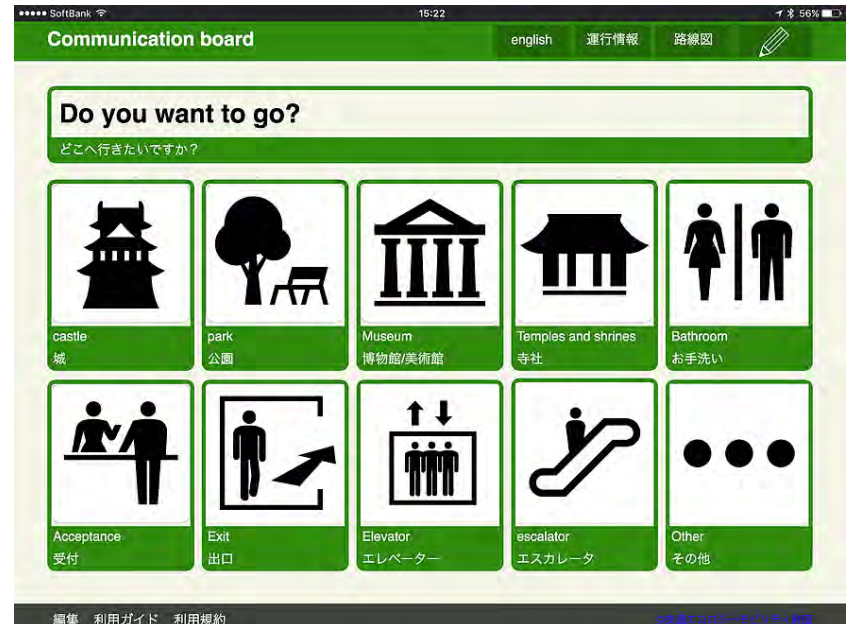 SoftBank 15:22 56%
Communication board english 運行情報 路線図
Do you want to go?
どこへ行きたいですか？
castle park Museum Temples and shrines Bathroom
城 公園 博物館/美術館 寺社 お手洗い
Acceptance Exit Elevator escalator Other
受付 出口 エレベーター エスカレータ その他
編集 利用ガイド 利用規約